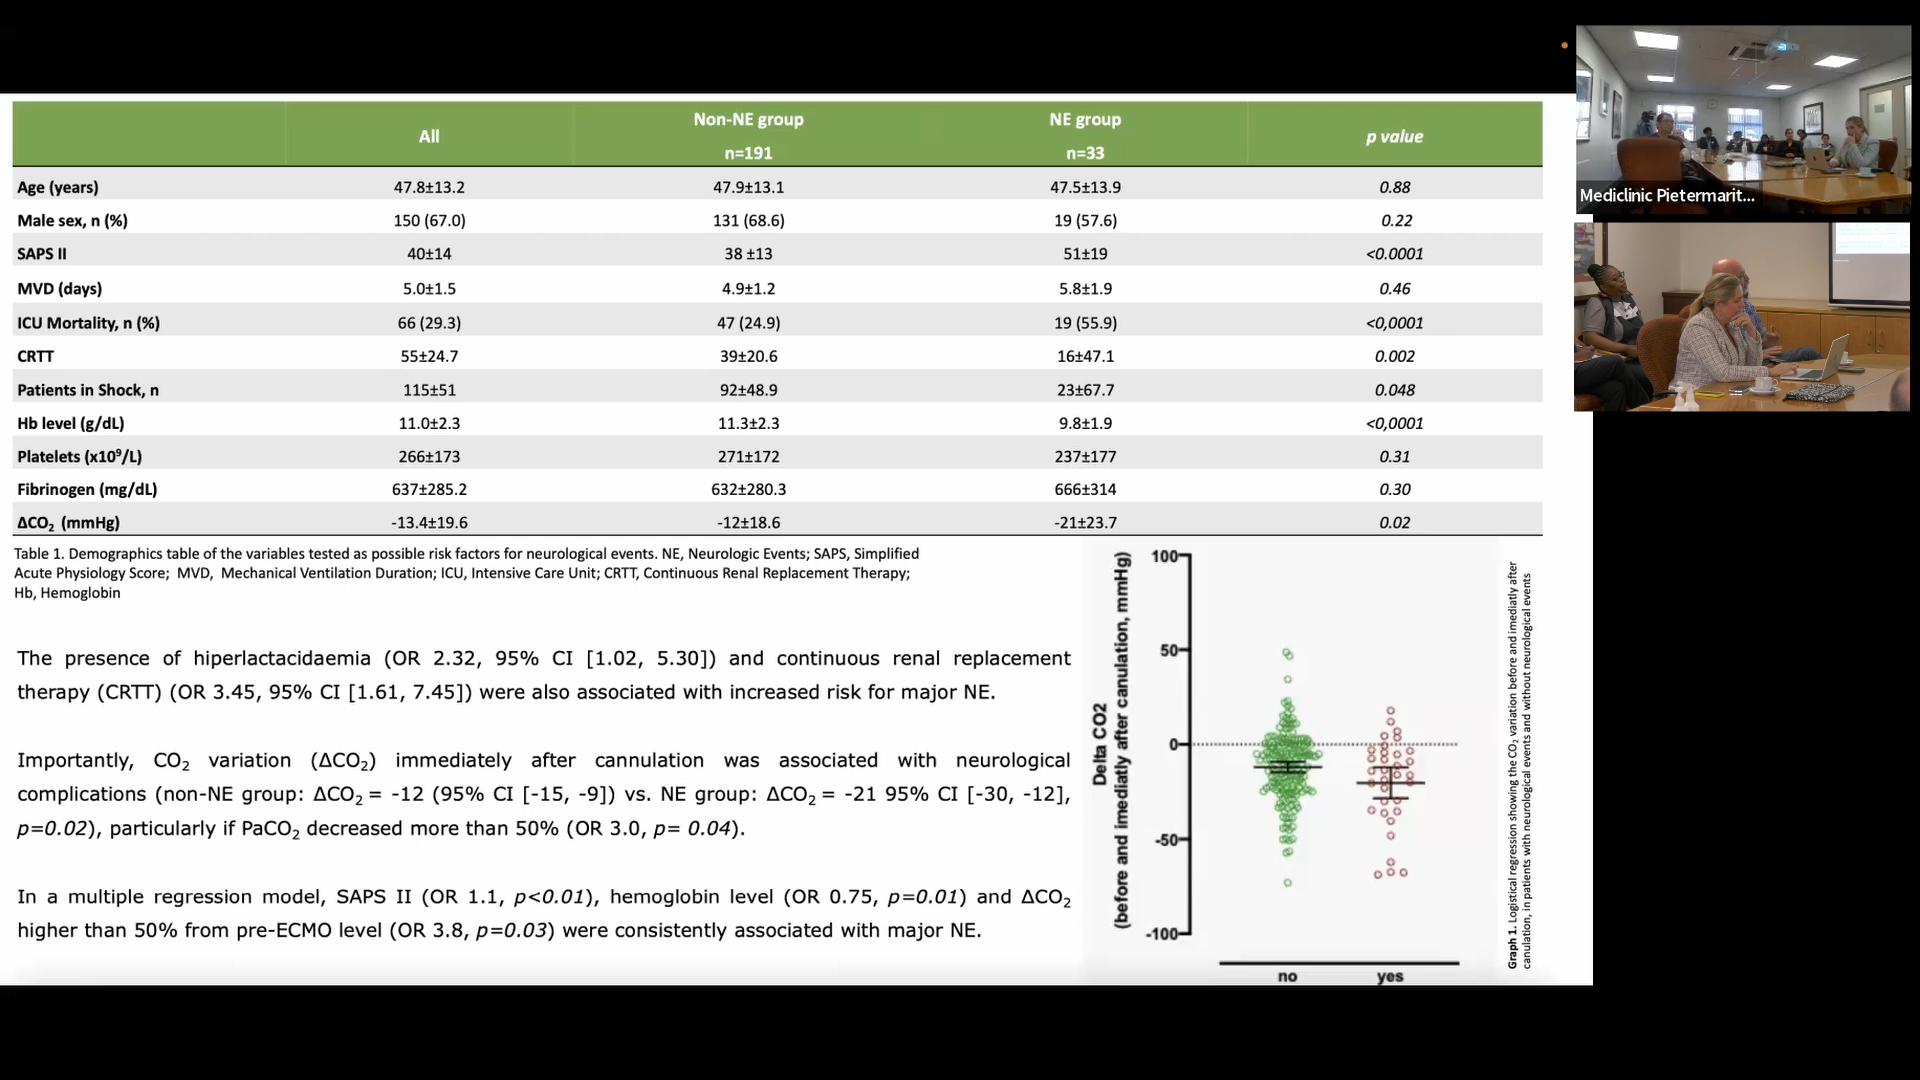 All
Non-NE group
n=191
NE group
n=33
p value
Age (years) 47.8±13.2 47.9±13.1 47.5±13.9 0.88
Male sex, n (%) 150 (67.0) 131 (68.6) 19 (57.6) 0.22
SAPS II 40±14 38 ±13 51±19 <0.0001
MVD (days) 5.0±1.5 4.9±1.2 5.8±1.9 0.46
ICU Mortality, n (%) 66 (29.3) 47 (24.9) 19 (55.9) <0,0001
CRTT 55±24.7 39±20.6 16±47.1 0.002
Patients in Shock, n 115±51 92±48.9 23±67.7 0.048
Hb level (g/dL) 11.0±2.3 11.3±2.3 9.8±1.9 <0,0001
Platelets (x10⁹/L) 266±173 271±172 237±177 0.31
Fibrinogen (mg/dL) 637±285.2 632±280.3 666±314 0.30
ΔCO₂ (mmHg) -13.4±19.6 -12±18.6 -21±23.7 0.02
Table 1. Demographics table of the variables tested as possible risk factors for neurological events. NE, Neurologic Events; SAPS, Simplified
Acute Physiology Score; MVD, Mechanical Ventilation Duration; ICU, Intensive Care Unit; CRTT, Continuous Renal Replacement Therapy;
Hb, Hemoglobin
The presence of hiperlactacidaemia (OR 2.32, 95% CI [1.02, 5.30]) and continuous renal replacement
therapy (CRTT) (OR 3.45, 95% CI [1.61, 7.45]) were also associated with increased risk for major NE.
Importantly, CO₂ variation (ΔCO₂) immediately after cannulation was associated with neurological
complications (non-NE group: ΔCO₂ = -12 (95% CI [-15, -9]) vs. NE group: ΔCO₂ = -21 95% CI [-30, -12],
p=0.02), particularly if PaCO₂ decreased more than 50% (OR 3.0, p= 0.04).
In a multiple regression model, SAPS II (OR 1.1, p<0.01), hemoglobin level (OR 0.75, p=0.01) and ΔCO₂
higher than 50% from pre-ECMO level (OR 3.8, p=0.03) were consistently associated with major NE.
Delta CO2
(before and imediatly after canulation, mmHg)
100
50
0
-50
-100
no yes
Graph 1. Logistical regression showing the CO₂ variation before and imediatly after
canulation, in patients with neurological events and without neurological events
Mediclinic Pietermarit...